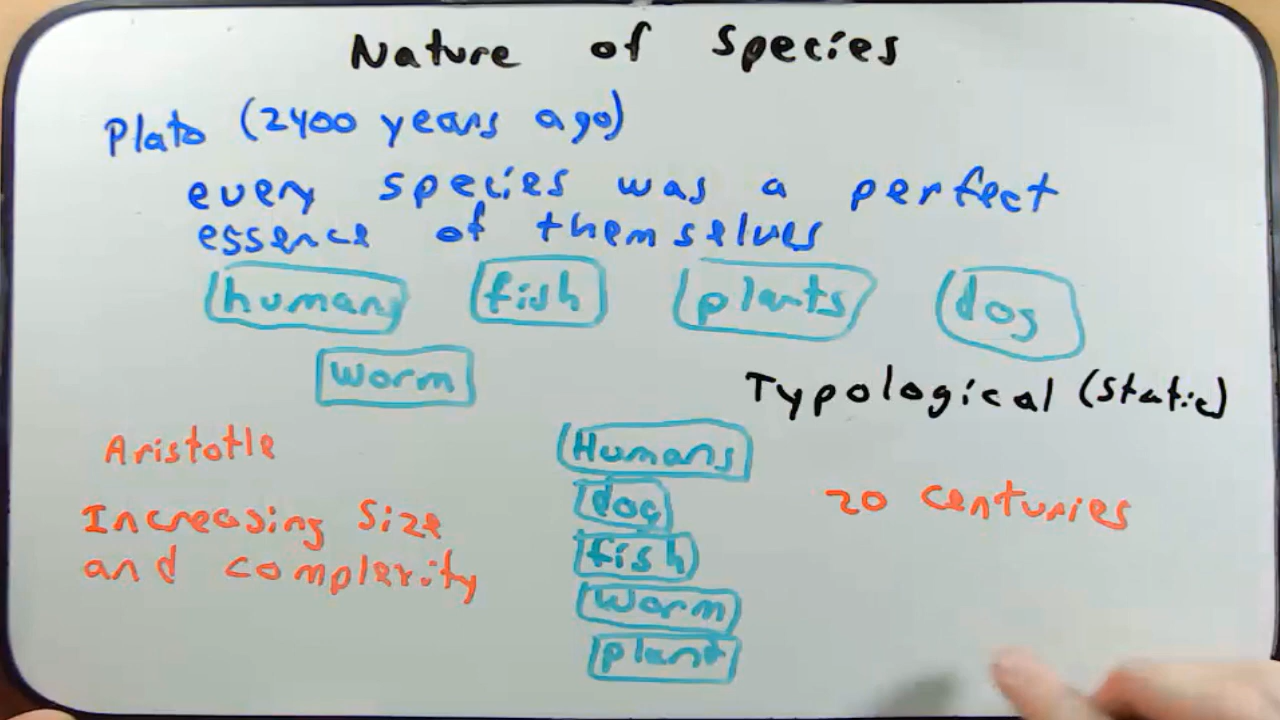 Nature of Species
Plato (2400 years ago)
every species was a perfect
essence of themselves
humans fish plants dog
worm
Typological (static)
Aristotle
Humans
dog
20 centuries
Increasing size
and complexity
fish
worm
plant